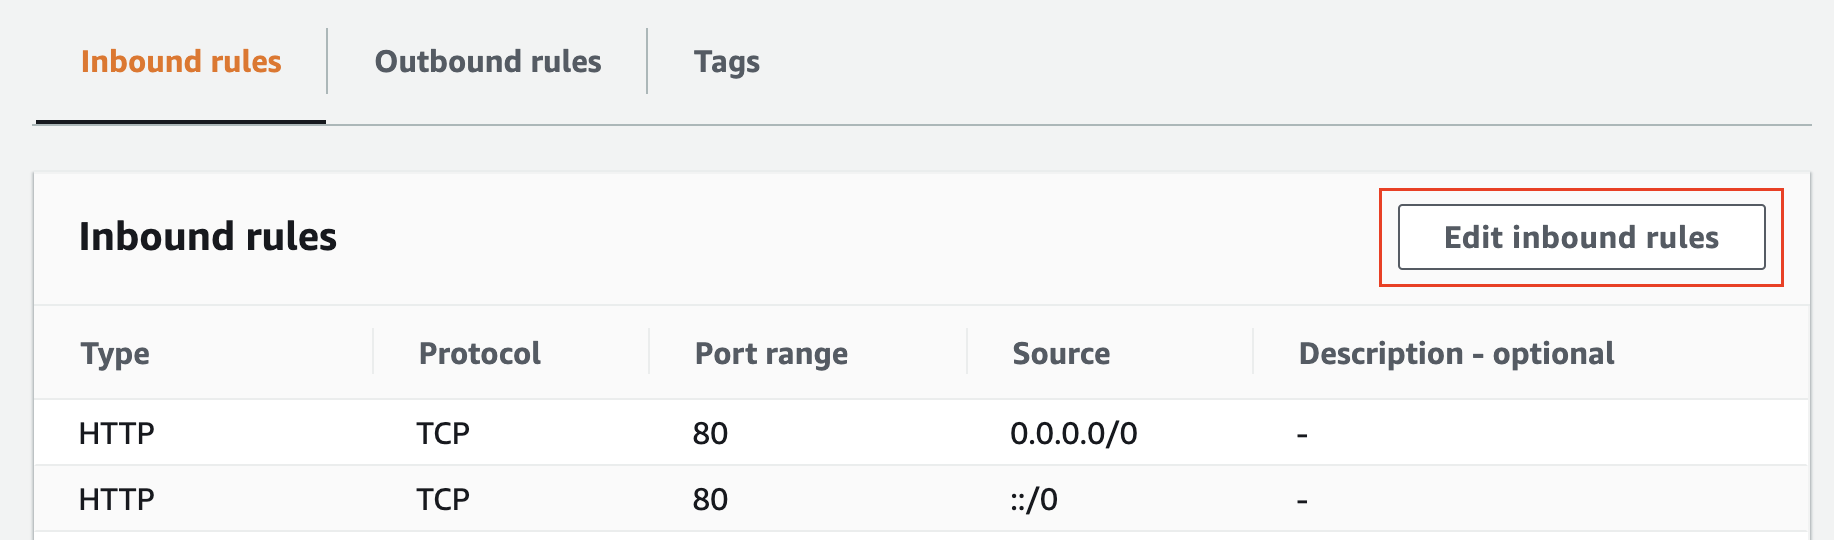 Inbound rules Outbound rules Tags
Inbound rules Edit inbound rules
Type Protocol Port range Source Description - optional
HTTP TCP 80 0.0.0.0/0 -
HTTP TCP 80 ::/0 -